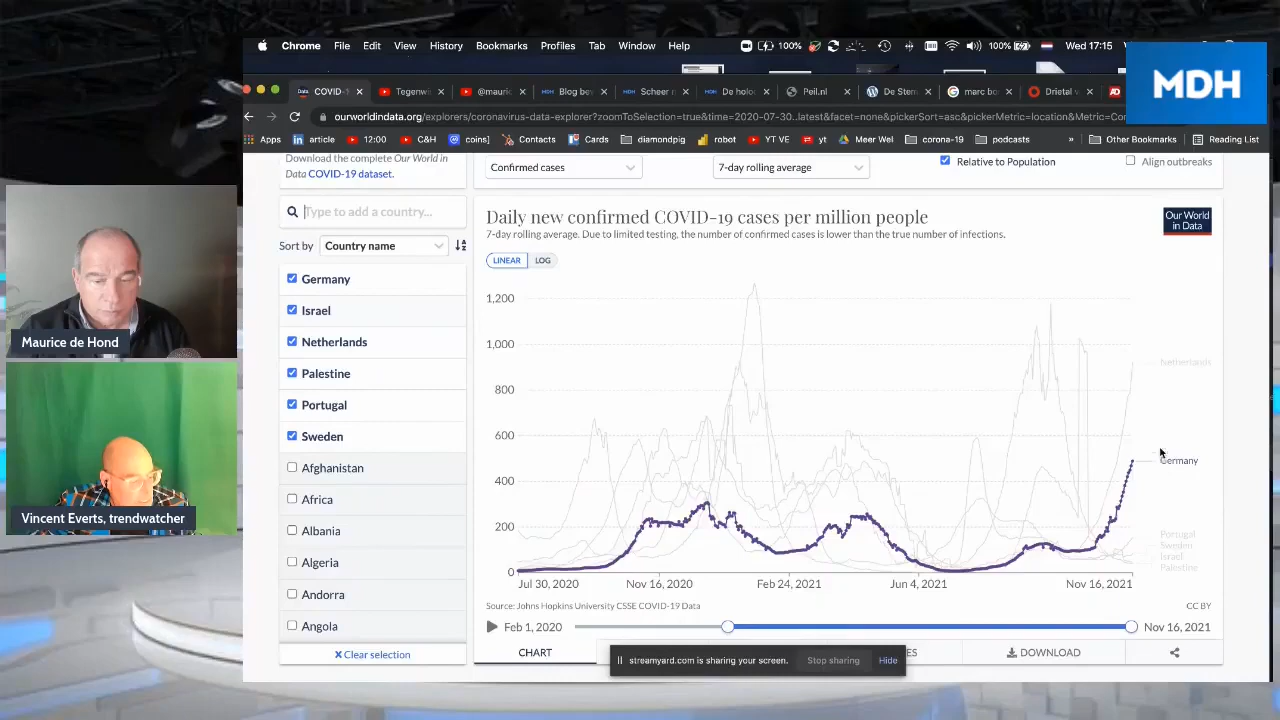 Chrome File Edit View History Bookmarks Profiles Tab Window Help 100% 100% Wed 17:15
MDH
COVID-1 Tegenwi @mauric Blog bev Scheer n De holo Peil.nl De Stem marc bor Drietal v
ourworldindata.org/explorers/coronavirus-data-explorer?zoomToSelection=true&time=2020-07-30..latest&facet=none&pickerSort=asc&pickerMetric=location&Metric=Con
Apps article 12:00 C&H coins] Contacts diamondpig robot YT VE yt Meer Wel corona-19 podcasts » Other Bookmarks Reading List
Download the complete Our World in
Data COVID-19 dataset.
Confirmed cases
7-day rolling average
Relative to Population
Align outbreaks
Type to add a country...
Sort by Country name
Germany
Israel
Netherlands
Palestine
Portugal
Sweden
Afghanistan
Africa
Albania
Algeria
Andorra
Angola
Clear selection
Daily new confirmed COVID-19 cases per million people
7-day rolling average. Due to limited testing, the number of confirmed cases is lower than the true number of infections.
Our World
in Data
LINEAR LOG
1,200
1,000
800
600
400
200
0
Netherlands
Germany
Portugal
Sweden
Israel
Palestine
Jul 30, 2020 Nov 16, 2020 Feb 24, 2021 Jun 4, 2021 Nov 16, 2021
Source: Johns Hopkins University CSSE COVID-19 Data
CC BY
Feb 1, 2020
Nov 16, 2021
CHART
DOWNLOAD
streamyard.com is sharing your screen. Stop sharing Hide
Maurice de Hond
Vincent Everts, trendwatcher